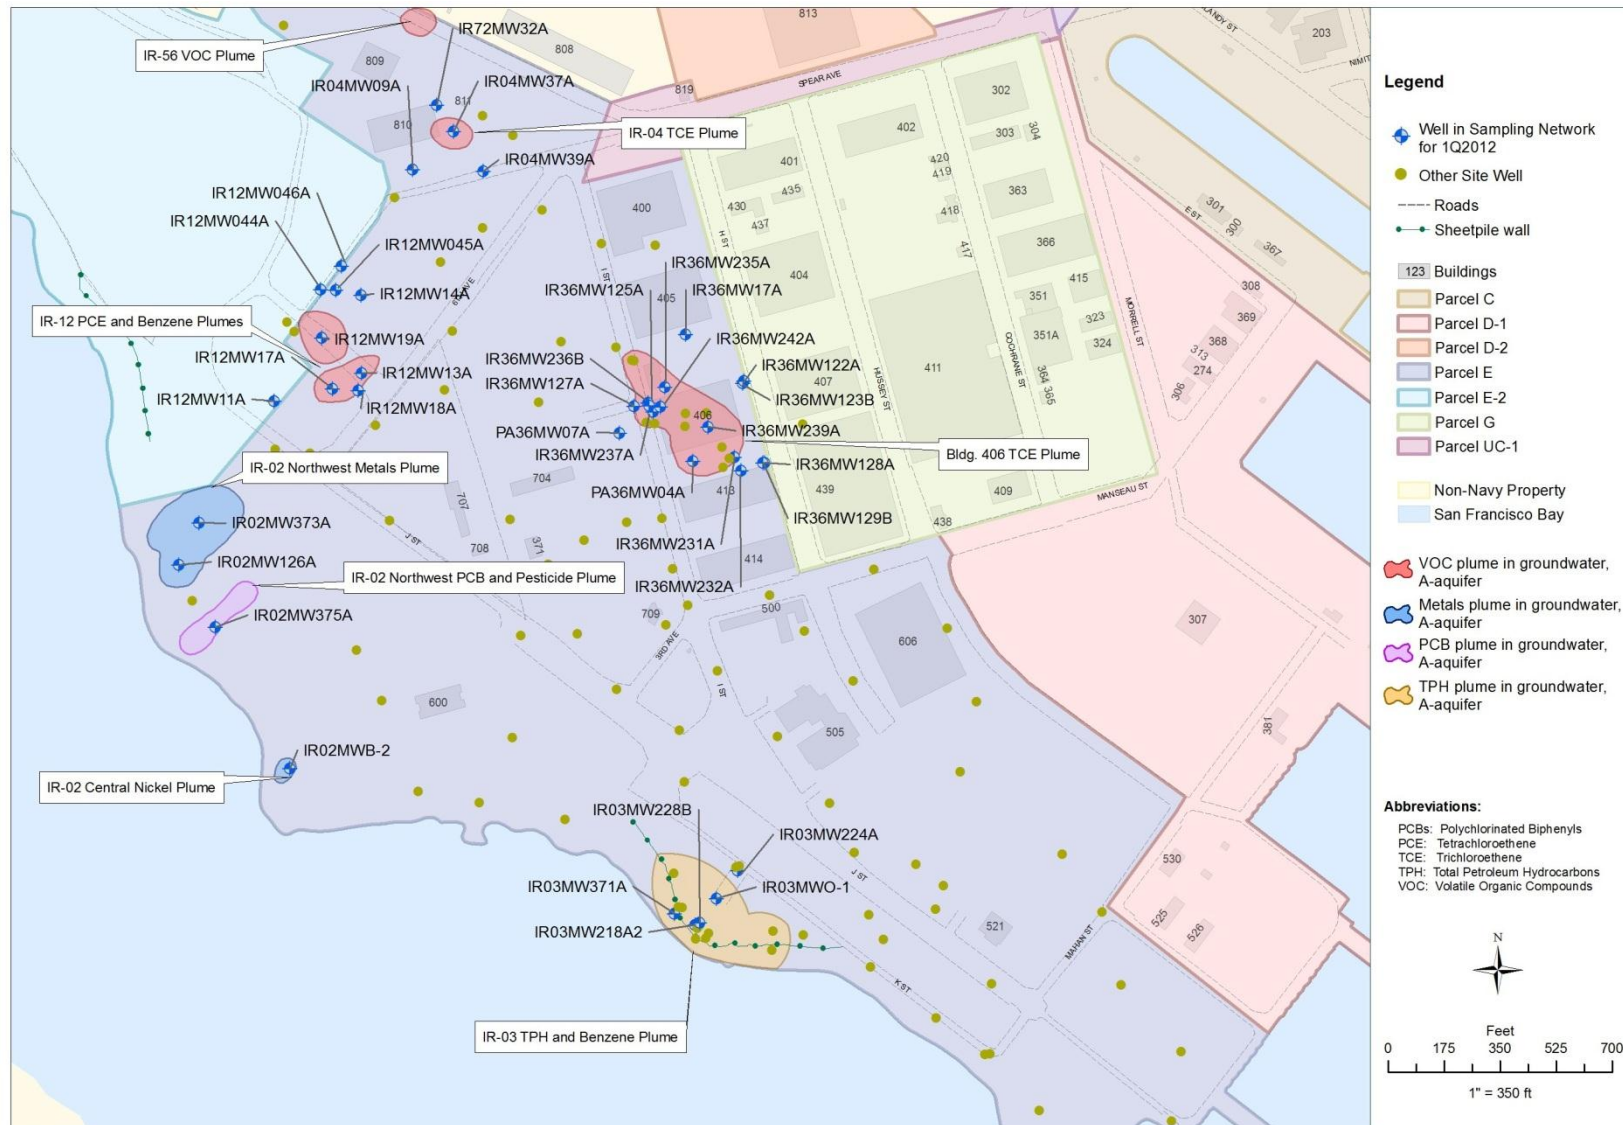 IR-56 VOC Plume
IR72MW32A
IR04MW09A
IR04MW37A
IR-04 TCE Plume
IR04MW39A
IR12MW046A
IR12MW044A
IR12MW045A
IR12MW14A
IR-12 PCE and Benzene Plumes
IR12MW19A
IR12MW17A
IR12MW13A
IR12MW11A
IR12MW18A
IR36MW235A
IR36MW125A
IR36MW17A
IR36MW242A
IR36MW236B
IR36MW122A
IR36MW127A
IR36MW123B
PA36MW07A
IR36MW239A
IR36MW237A
Bldg. 406 TCE Plume
IR36MW128A
PA36MW04A
IR36MW129B
IR36MW231A
IR36MW232A
IR-02 Northwest Metals Plume
IR02MW373A
IR02MW126A
IR-02 Northwest PCB and Pesticide Plume
IR02MW375A
IR02MWB-2
IR-02 Central Nickel Plume
IR03MW228B
IR03MW224A
IR03MW371A
IR03MWO-1
IR03MW218A2
IR-03 TPH and Benzene Plume
813
808
809
811
810
819
SPEAR AVE
203
302
303
304
402
401
420
419
435
430
437
418
363
400
404
417
366
415
405
351
351A
323
324
407
411
364
365
406
413
439
409
438
414
704
707
708
371
709
500
606
600
505
521
301
300
367
308
369
368
313
274
306
307
381
530
525
526
H ST
I ST
HUSSEY ST
COCHRANE ST
MORRELL ST
E ST
MANSEAU ST
J ST
3RD AVE
I ST
J ST
K ST
MAHAN ST
Legend
Well in Sampling Network
for 1Q2012
Other Site Well
Roads
Sheetpile wall
123 Buildings
Parcel C
Parcel D-1
Parcel D-2
Parcel E
Parcel E-2
Parcel G
Parcel UC-1
Non-Navy Property
San Francisco Bay
VOC plume in groundwater,
A-aquifer
Metals plume in groundwater,
A-aquifer
PCB plume in groundwater,
A-aquifer
TPH plume in groundwater,
A-aquifer
Abbreviations:
PCBs: Polychlorinated Biphenyls
PCE: Tetrachloroethene
TCE: Trichloroethene
TPH: Total Petroleum Hydrocarbons
VOC: Volatile Organic Compounds
N
Feet
0 175 350 525 700
1" = 350 ft